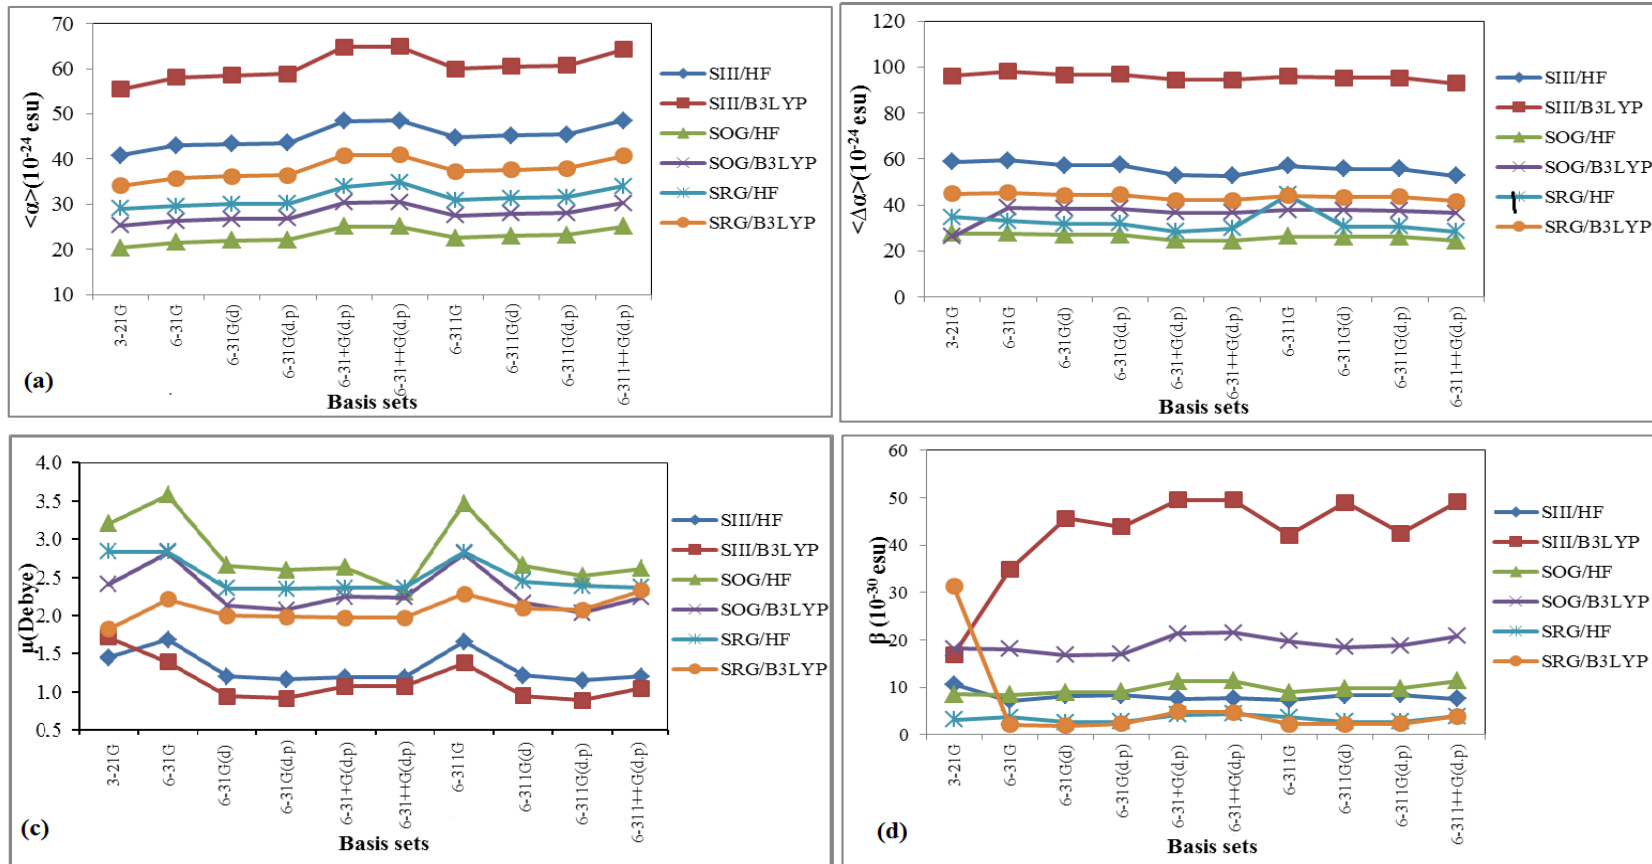 70
60
50
40
30
20
10
<α>(10⁻²⁴ esu)
3-21G
6-31G
6-31G(d)
6-31G(d.p)
6-31+G(d.p)
6-31++G(d.p)
6-311G
6-311G(d)
6-311G(d.p)
6-311++G(d.p)
Basis sets
(a)
SIII/HF
SIII/B3LYP
SOG/HF
SOG/B3LYP
SRG/HF
SRG/B3LYP
120
100
80
60
40
20
0
<Δα>(10⁻²⁴ esu)
3-21G
6-31G
6-31G(d)
6-31G(d.p)
6-31+G(d.p)
6-31++G(d.p)
6-311G
6-311G(d)
6-311G(d.p)
6-311++G(d.p)
Basis sets
SIII/HF
SIII/B3LYP
SOG/HF
SOG/B3LYP
SRG/HF
SRG/B3LYP
4.0
3.5
3.0
2.5
2.0
1.5
1.0
0.5
μ(Debye)
3-21G
6-31G
6-31G(d)
6-31G(d.p)
6-31+G(d.p)
6-31++G(d.p)
6-311G
6-311G(d)
6-311G(d.p)
6-311++G(d.p)
Basis sets
(c)
SIII/HF
SIII/B3LYP
SOG/HF
SOG/B3LYP
SRG/HF
SRG/B3LYP
60
50
40
30
20
10
0
β (10⁻³⁰ esu)
3-21G
6-31G
6-31G(d)
6-31G(d.p)
6-31+G(d.p)
6-31++G(d.p)
6-311G
6-311G(d)
6-311G(d.p)
6-311++G(d.p)
Basis sets
(d)
SIII/HF
SIII/B3LYP
SOG/HF
SOG/B3LYP
SRG/HF
SRG/B3LYP